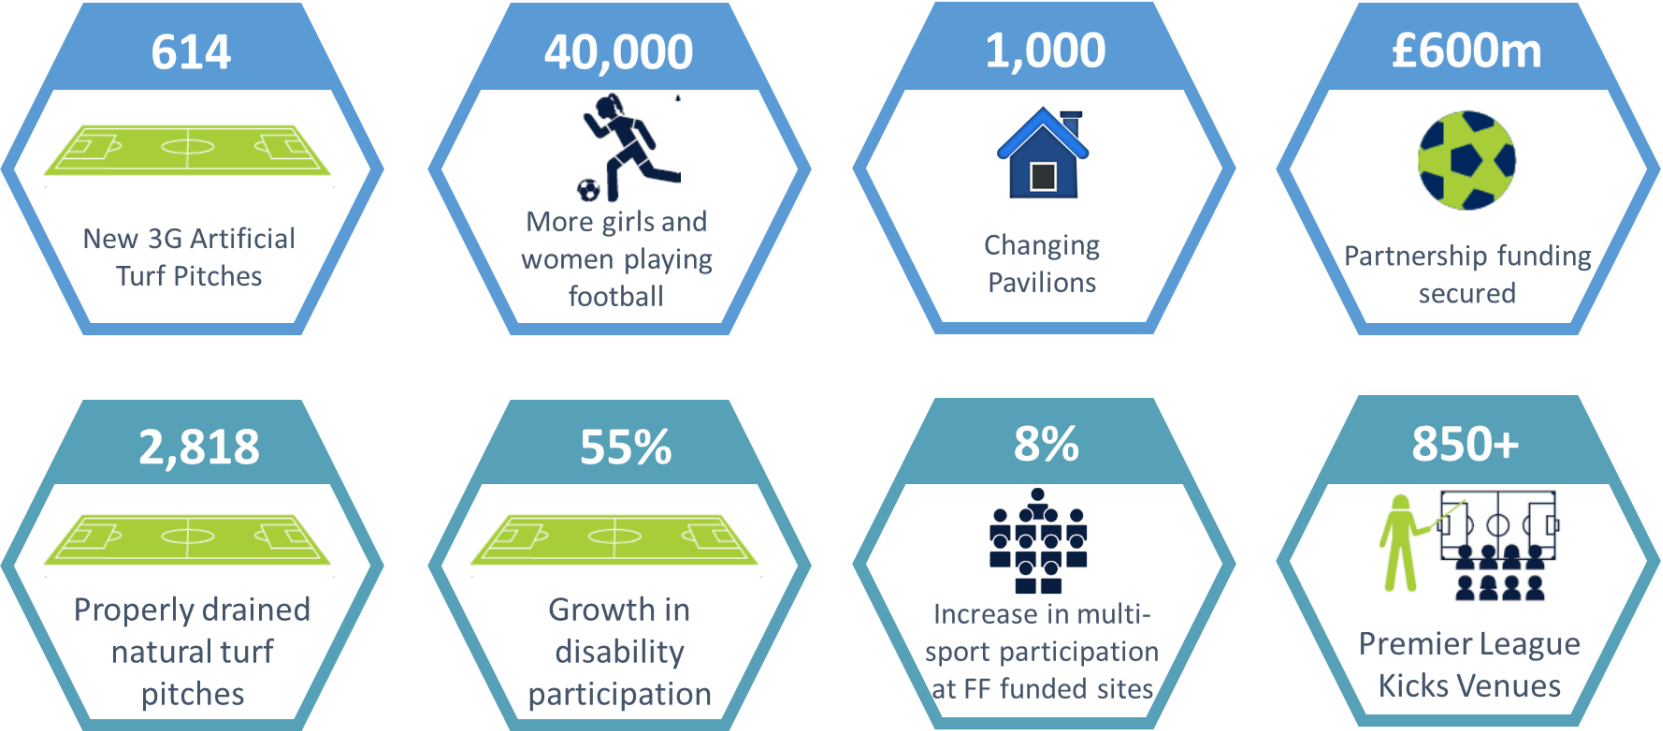 614
New 3G Artificial
Turf Pitches
40,000
More girls and
women playing
football
1,000
Changing
Pavilions
£600m
Partnership funding
secured
2,818
Properly drained
natural turf
pitches
55%
Growth in
disability
participation
8%
Increase in multi-
sport participation
at FF funded sites
850+
Premier League
Kicks Venues